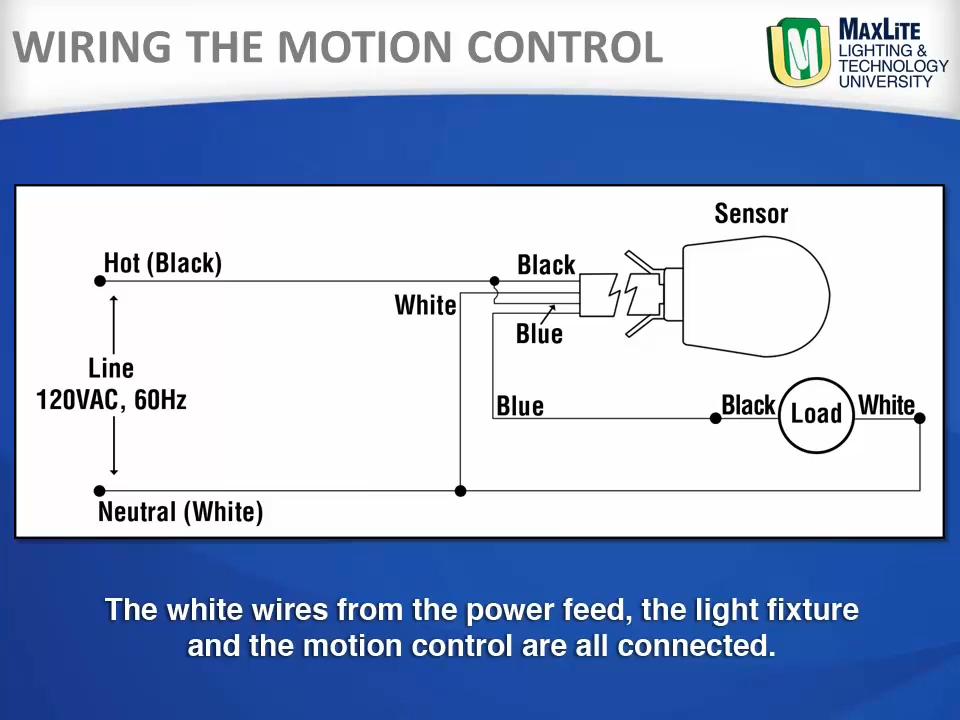 WIRING THE MOTION CONTROL
MAXLITE
LIGHTING &
TECHNOLOGY
UNIVERSITY
Sensor
Hot (Black)
Black
White
Blue
Line
120VAC, 60Hz
Blue
Black
Load
White
Neutral (White)
The white wires from the power feed, the light fixture
and the motion control are all connected.